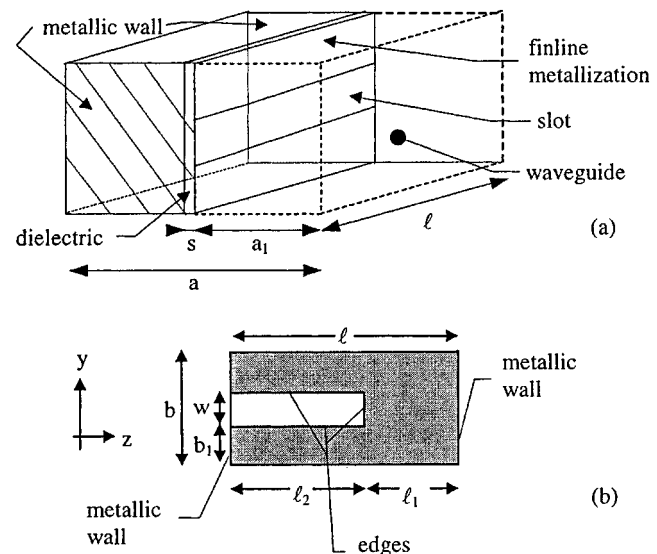 metallic wall
finline
metallization
slot
waveguide
dielectric
s
a₁
a
ℓ
(a)
y
z
ℓ
b
w
b₁
ℓ₂
ℓ₁
metallic
wall
metallic
wall
edges
(b)